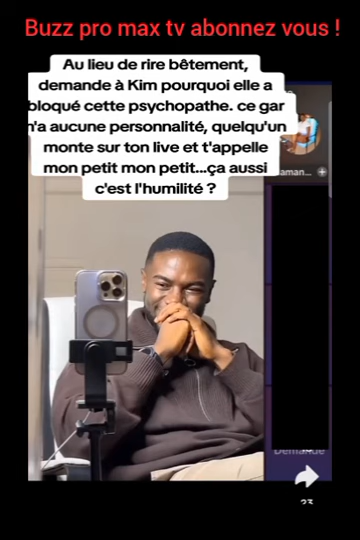 Buzz pro max tv abonnez vous !
Au lieu de rire bêtement,
demande à Kim pourquoi elle a
bloqué cette psychopathe. ce gar
n'a aucune personnalité, quelqu'un
monte sur ton live et t'appelle
mon petit mon petit...ça aussi
c'est l'humilité ?
aman...
Demande
23